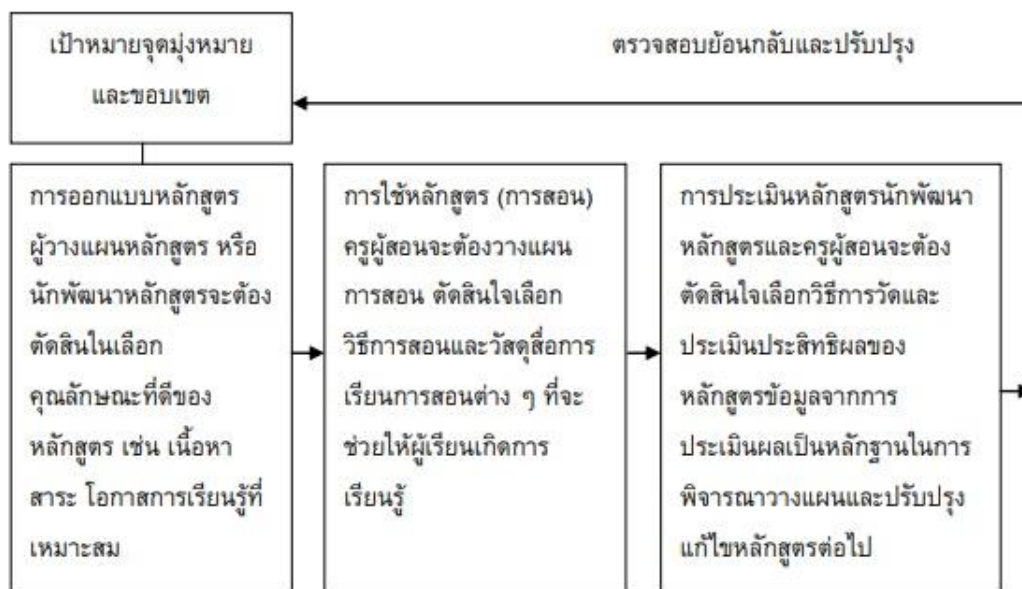 เป้าหมายจุดมุ่งหมาย
และขอบเขต
ตรวจสอบย้อนกลับและปรับปรุง
การออกแบบหลักสูตร
ผู้วางแผนหลักสูตร หรือ
นักพัฒนาหลักสูตรจะต้อง
ตัดสินในเลือก
คุณลักษณะที่ดีของ
หลักสูตร เช่น เนื้อหา
สาระ โอกาสการเรียนรู้ที่
เหมาะสม
การใช้หลักสูตร (การสอน)
ครูผู้สอนจะต้องวางแผน
การสอน ตัดสินใจเลือก
วิธีการสอนและวัสดุสื่อการ
เรียนการสอนต่าง ๆ ที่จะ
ช่วยให้ผู้เรียนเกิดการ
เรียนรู้
การประเมินหลักสูตรนักพัฒนา
หลักสูตรและครูผู้สอนจะต้อง
ตัดสินใจเลือกวิธีการวัดและ
ประเมินประสิทธิผลของ
หลักสูตรข้อมูลจากการ
ประเมินผลเป็นหลักฐานในการ
พิจารณาวางแผนและปรับปรุง
แก้ไขหลักสูตรต่อไป